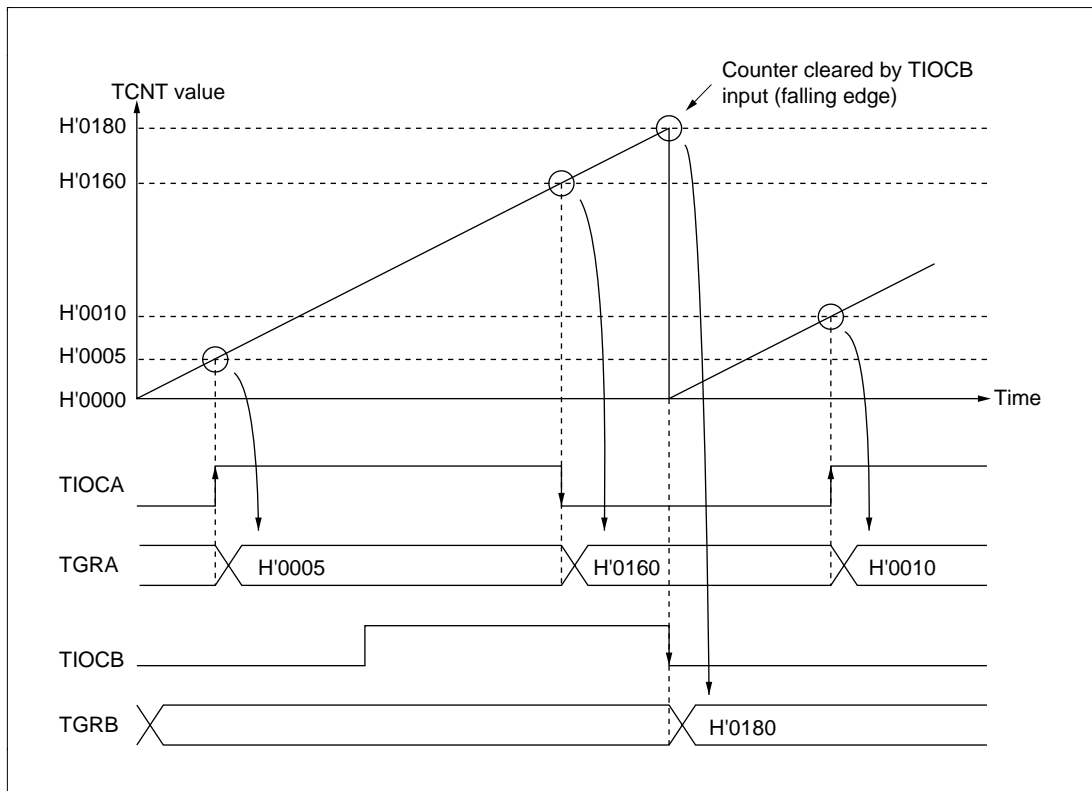 Counter cleared by TIOCB
input (falling edge)
TCNT value
H'0180
H'0160
H'0010
H'0005
H'0000
Time
TIOCA
TGRA
H'0005
H'0160
H'0010
TIOCB
TGRB
H'0180